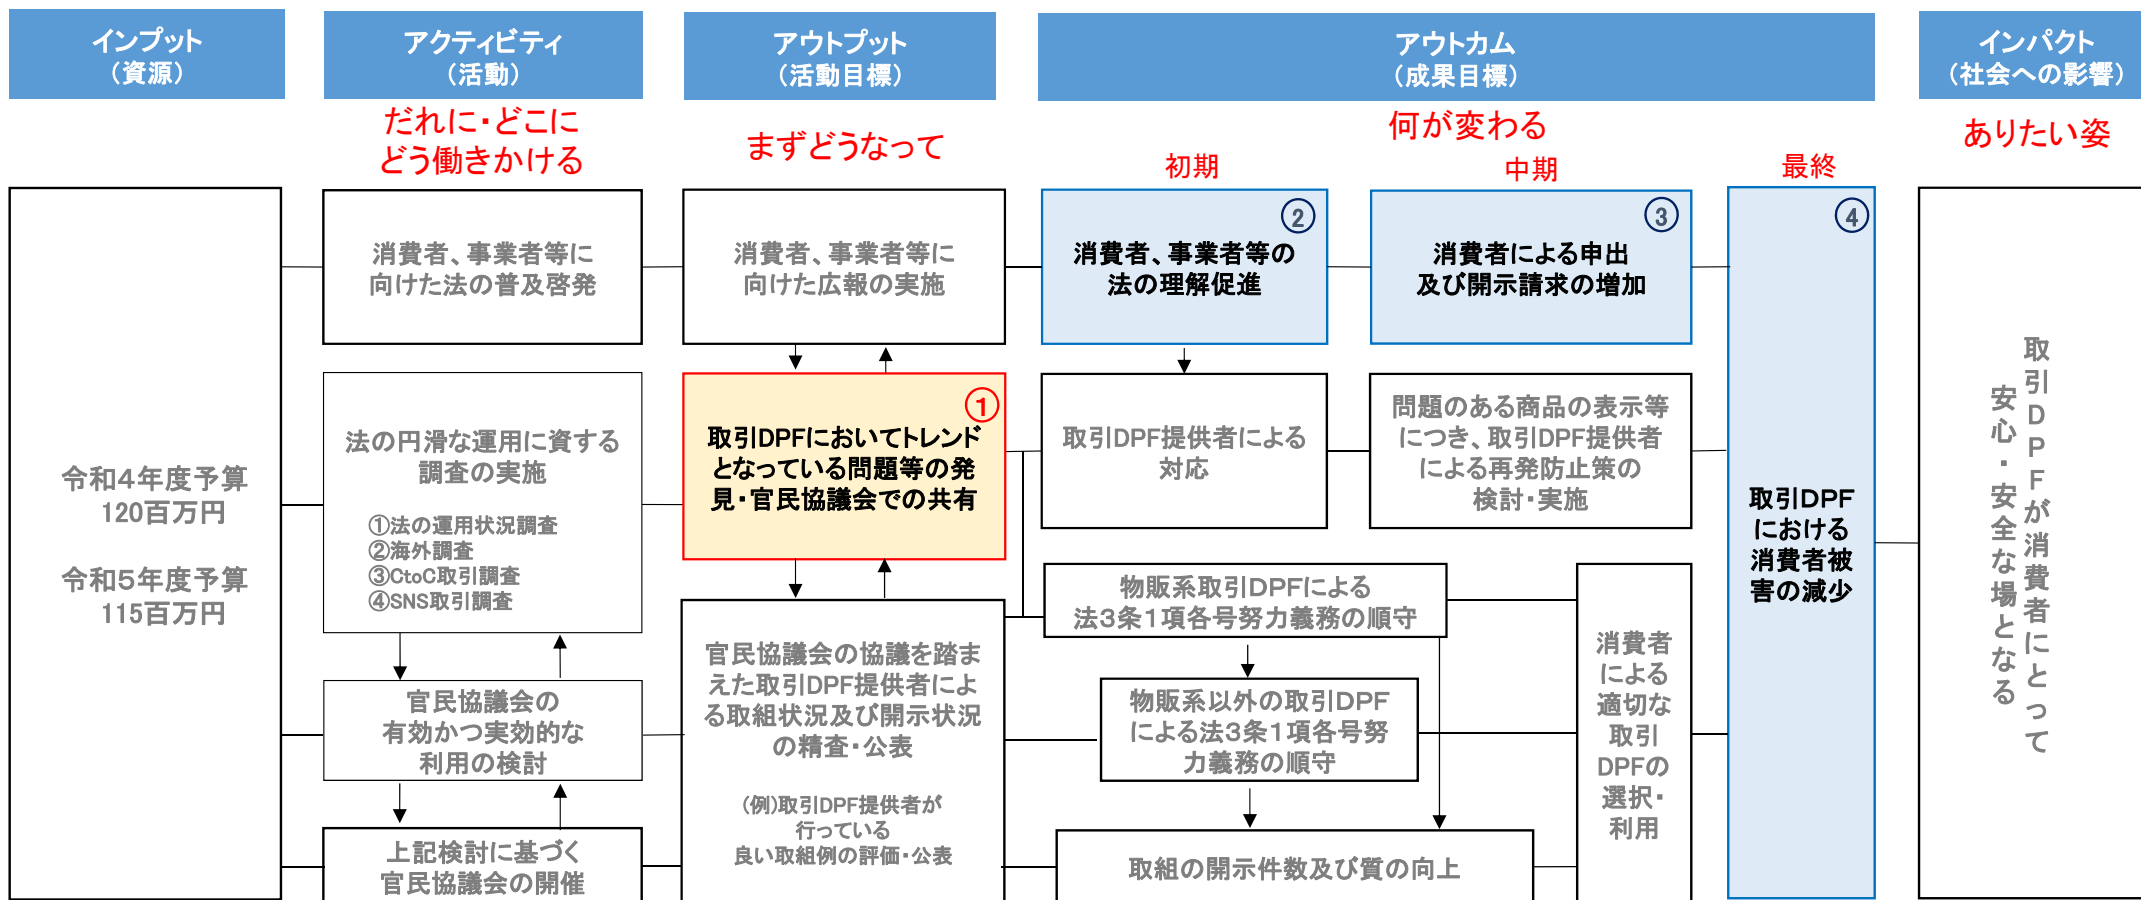 インプット
（資源）
アクティビティ
（活動）
アウトプット
（活動目標）
アウトカム
（成果目標）
インパクト
（社会への影響）
だれに・どこに
どう働きかける
まずどうなって
何が変わる
ありたい姿
初期
中期
最終
令和４年度予算
120百万円
令和５年度予算
115百万円
消費者、事業者等に
向けた法の普及啓発
法の円滑な運用に資する
調査の実施
①法の運用状況調査
②海外調査
③CtoC取引調査
④SNS取引調査
官民協議会の
有効かつ実効的な
利用の検討
上記検討に基づく
官民協議会の開催
消費者、事業者等に
向けた広報の実施
①
取引DPFにおいてトレンド
となっている問題等の発
見・官民協議会での共有
官民協議会の協議を踏ま
えた取引DPF提供者によ
る取組状況及び開示状況
の精査・公表
（例）取引DPF提供者が
行っている
良い取組例の評価・公表
②
消費者、事業者等の
法の理解促進
③
消費者による申出
及び開示請求の増加
取引DPF提供者による
対応
問題のある商品の表示等
につき、取引DPF提供者
による再発防止策の
検討・実施
物販系取引DPFによる
法３条１項各号努力義務の順守
物販系以外の取引DPF
による法３条１項各号努
力義務の順守
取組の開示件数及び質の向上
消費者
による
適切な
取引
DPFの
選択・
利用
④
取引DPF
における
消費者被
害の減少
取引ＤＰＦが消費者にとって
安心・安全な場となる